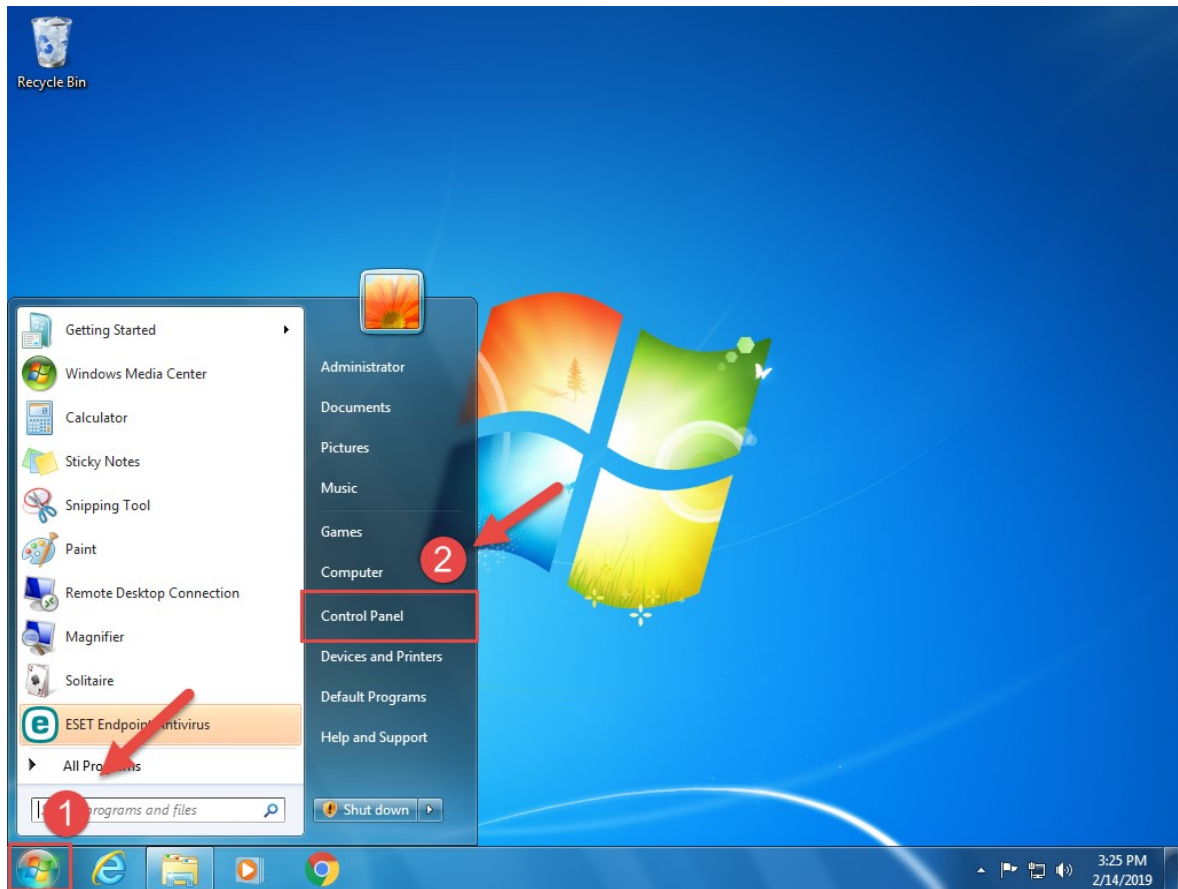 Recycle Bin
Getting Started
Windows Media Center
Calculator
Sticky Notes
Snipping Tool
Paint
Remote Desktop Connection
Magnifier
Solitaire
ESET Endpoint Antivirus
All Programs
programs and files
Administrator
Documents
Pictures
Music
Games
Computer
Control Panel
Devices and Printers
Default Programs
Help and Support
Shut down
1
2
3:25 PM
2/14/2019